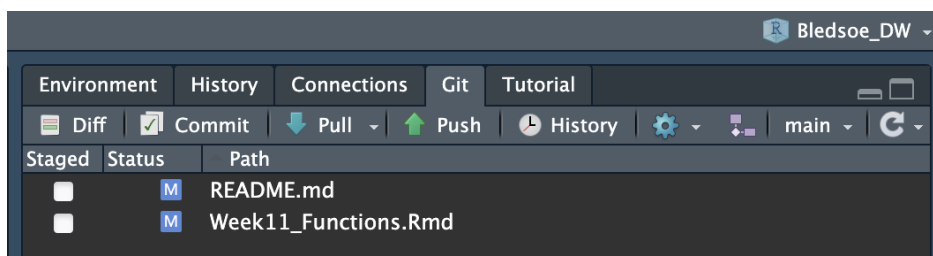 R Bledsoe_DW
Environment History Connections Git Tutorial
Diff Commit Pull Push History main
Staged Status Path
M README.md
M Week11_Functions.Rmd